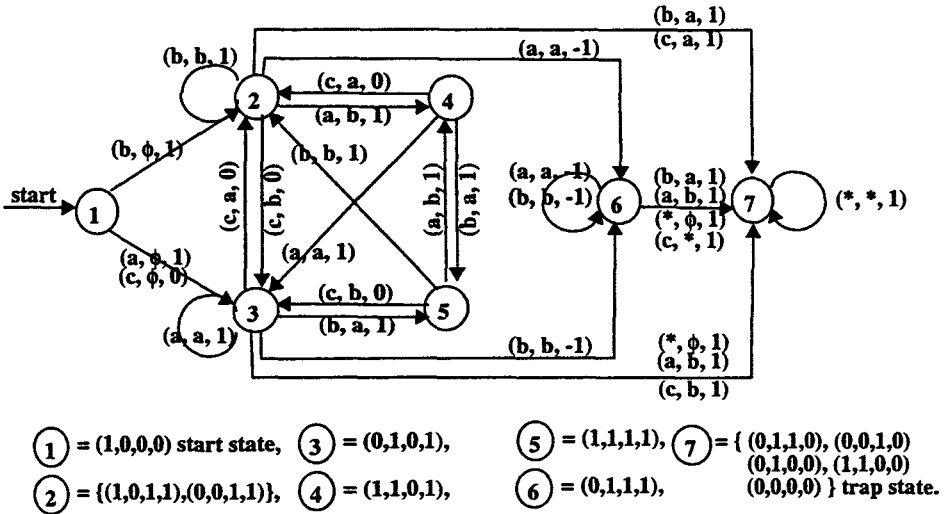 (b, a, 1)
(c, a, 1)
(a, a, -1)
(b, b, 1)
2
(c, a, 0)
(a, b, 1)
4
(b, ϕ, 1)
(b, b, 1)
(c, a, 0)
(c, b, 0)
(a, b, 1)
(b, a, 1)
start
1
(a, a, -1)
(b, b, -1)
6
(b, a, 1)
(a, b, 1)
(*, ϕ, 1)
(c, *, 1)
7
(*, *, 1)
(a, ϕ, 1)
(c, ϕ, 0)
(a, a, 1)
3
(c, b, 0)
(b, a, 1)
5
(a, a, 1)
(b, b, -1)
(*, ϕ, 1)
(a, b, 1)
(c, b, 1)
1 = (1,0,0,0) start state, 3 = (0,1,0,1), 5 = (1,1,1,1), 7 = { (0,1,1,0), (0,0,1,0)
(0,1,0,0), (1,1,0,0)
2 = {(1,0,1,1),(0,0,1,1)}, 4 = (1,1,0,1), 6 = (0,1,1,1), (0,0,0,0) } trap state.